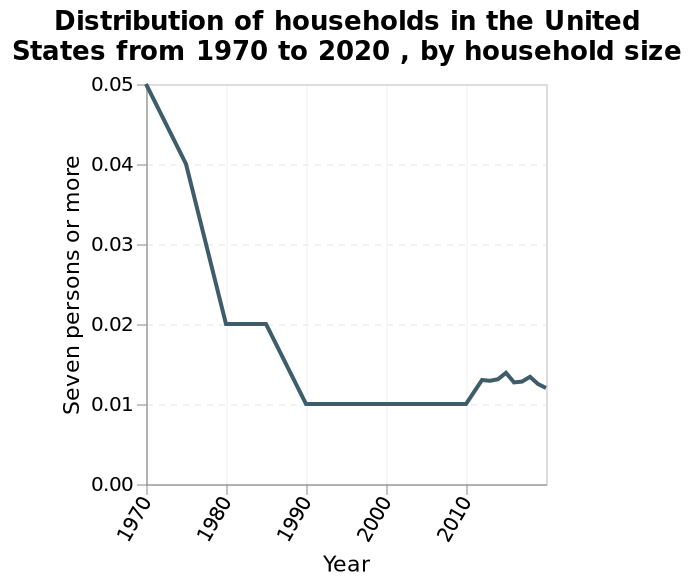 Distribution of households in the United
States from 1970 to 2020 , by household size
0.05
0.04
0.03
0.02
0.01
0.00
Seven persons or more
1970
1980
1990
2000
2010
Year